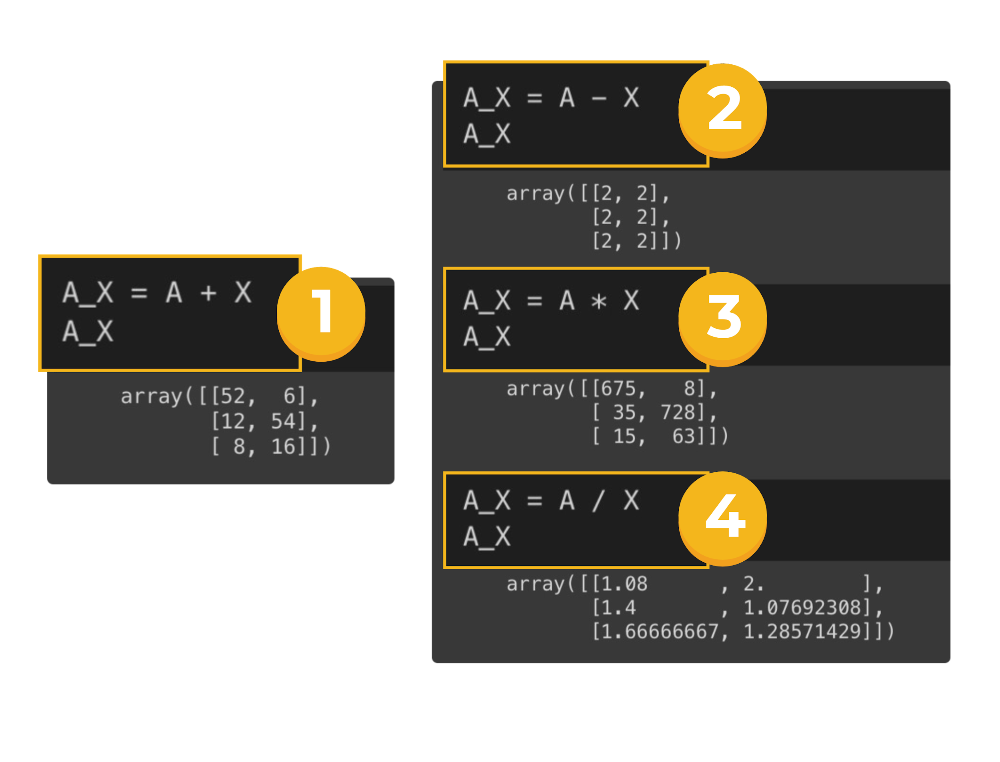 A_X = A + X
A_X
1
array([[52,  6],
       [12, 54],
       [ 8, 16]])
A_X = A - X
A_X
2
array([[2, 2],
       [2, 2],
       [2, 2]])
A_X = A * X
A_X
3
array([[675,   8],
       [ 35, 728],
       [ 15,  63]])
A_X = A / X
A_X
4
array([[1.08      , 2.        ],
       [1.4       , 1.07692308],
       [1.66666667, 1.28571429]])